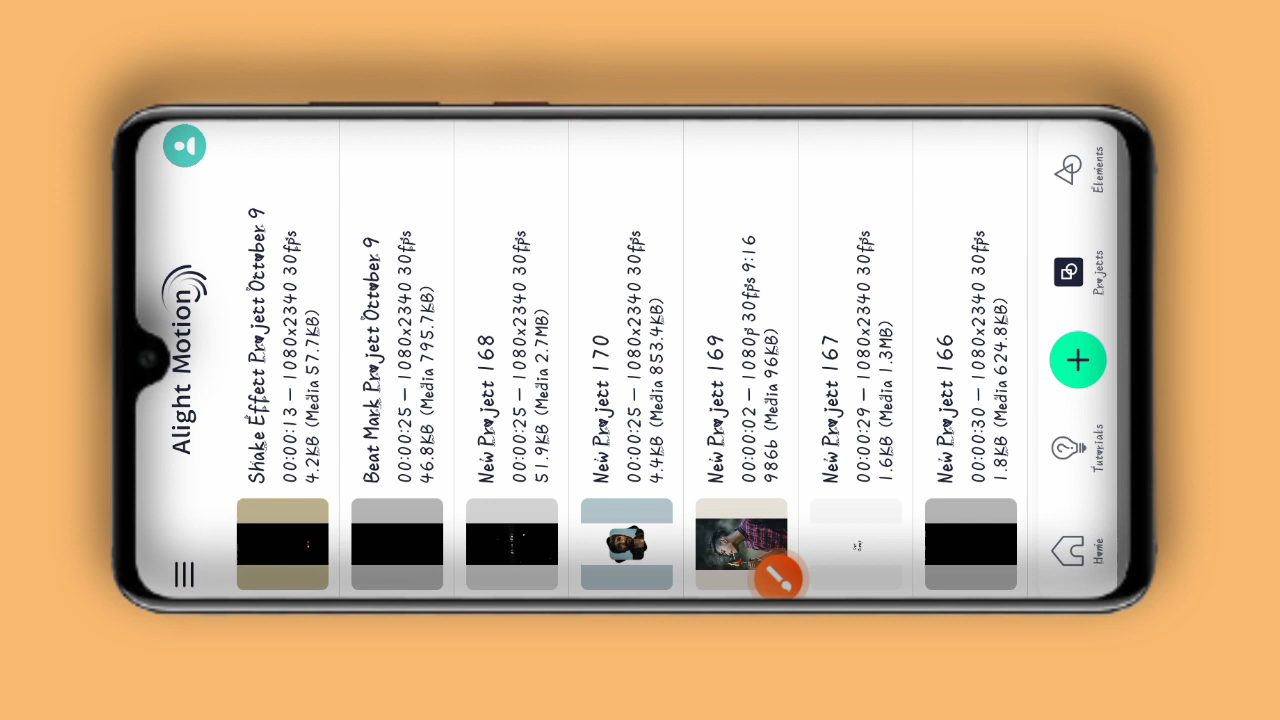 Alight Motion
Shake Effect Project October 9
00:00:13 — 1080x2340 30fps
4.2KB (Media 57.7KB)
Beat Mark Project October 9
00:00:25 — 1080x2340 30fps
46.8KB (Media 795.7KB)
New Project 168
00:00:25 — 1080x2340 30fps
51.9KB (Media 2.7MB)
New Project 170
00:00:25 — 1080x2340 30fps
4.4KB (Media 853.4KB)
New Project 169
00:00:02 — 1080p 30fps 9:16
986b (Media 96KB)
New Project 167
00:00:29 — 1080x2340 30fps
1.6KB (Media 1.3MB)
New Project 166
00:00:30 — 1080x2340 30fps
1.8KB (Media 624.8KB)
Home
Tutorials
Projects
Elements